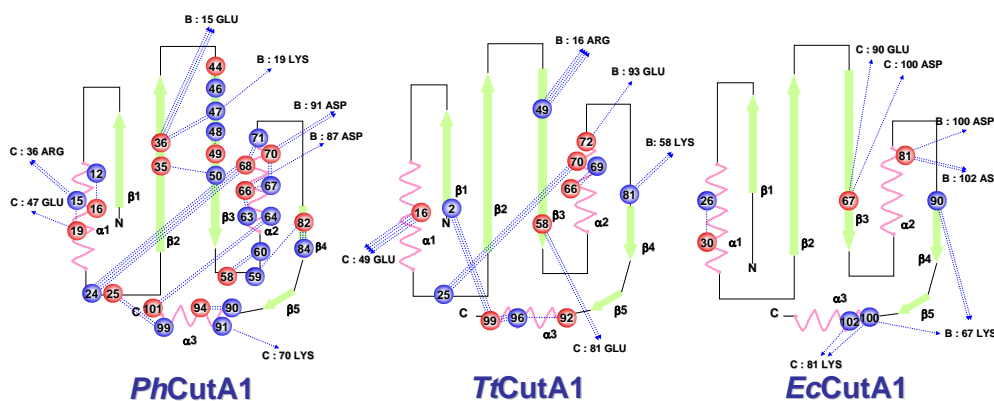 B : 15 GLU
B : 19 LYS
B : 91 ASP
B : 87 ASP
C : 36 ARG
C : 47 GLU
44
46
47
48
49
50
36
35
71
70
68
67
66
63
64
12
15
16
19
β1
N
α1
β2
β3
α2
82
β4
84
60
59
58
24
25
C
101
99
94
90
91
α3
β5
C : 70 LYS
PhCutA1
B : 16 ARG
B : 93 GLU
B : 58 LYS
49
72
70
69
66
81
β1
2
16
N
α1
β2
58
β3
α2
β4
C : 49 GLU
25
C
99
96
92
α3
β5
C : 81 GLU
TtCutA1
C : 90 GLU
C : 100 ASP
B : 100 ASP
B : 102 AS
81
26
β1
67
90
30
α1
N
β2
β3
α2
β4
α3
C
102
100
β5
B : 67 LYS
C : 81 LYS
EcCutA1